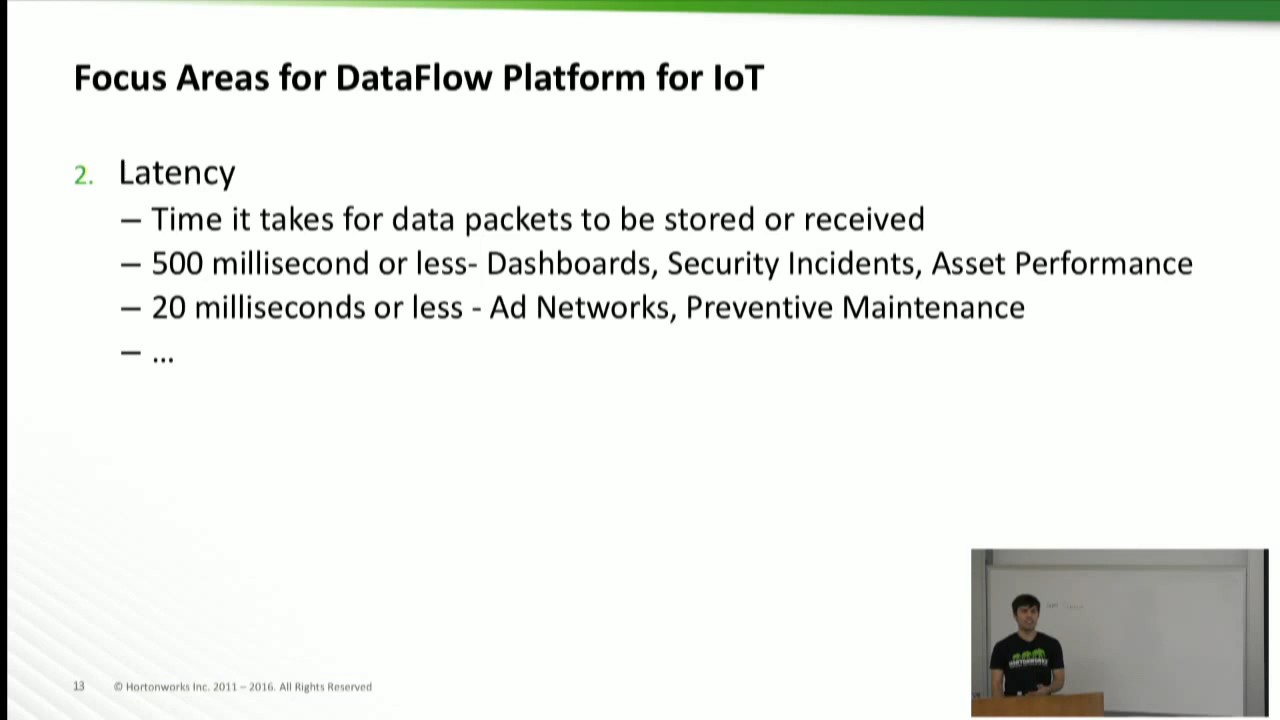 Focus Areas for DataFlow Platform for IoT
2. Latency
– Time it takes for data packets to be stored or received
– 500 millisecond or less- Dashboards, Security Incidents, Asset Performance
– 20 milliseconds or less - Ad Networks, Preventive Maintenance
– ...
13 © Hortonworks Inc. 2011 – 2016. All Rights Reserved
HORTONWORKS